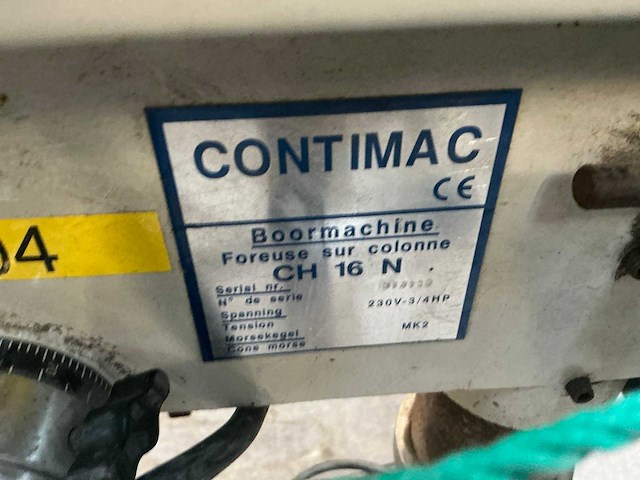 CONTIMAC
CE
Boormachine
Foreuse sur colonne
CH 16 N
Serial nr.
N° de serie
Spanning 230V-3/4HP
Tension
Morsekegel MK2
Cone morse
04